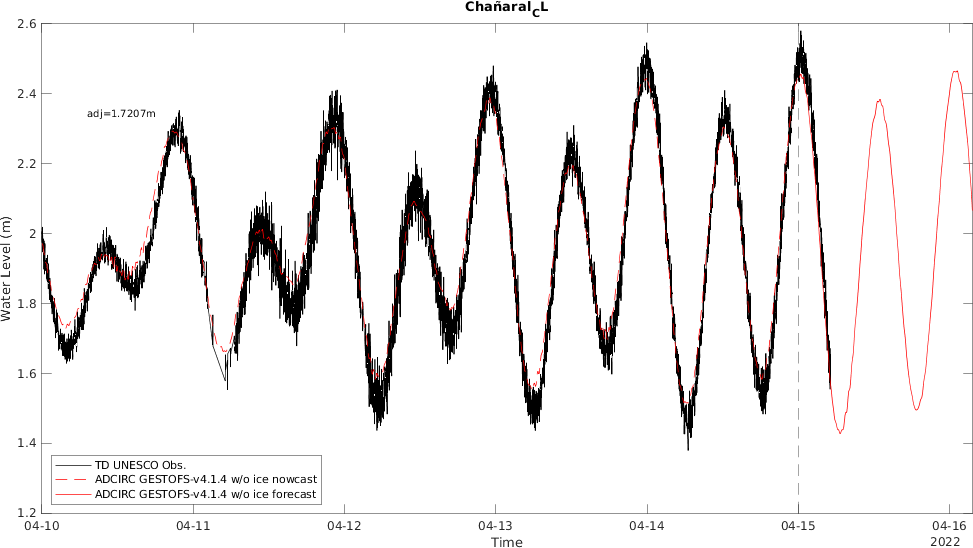 Chañaral_CL
2.6
2.4
2.2
2
1.8
1.6
1.4
1.2
Water Level (m)
adj=1.7207m
TD UNESCO Obs.
ADCIRC GESTOFS-v4.1.4 w/o ice nowcast
ADCIRC GESTOFS-v4.1.4 w/o ice forecast
04-10 04-11 04-12 04-13 04-14 04-15 04-16
Time 2022